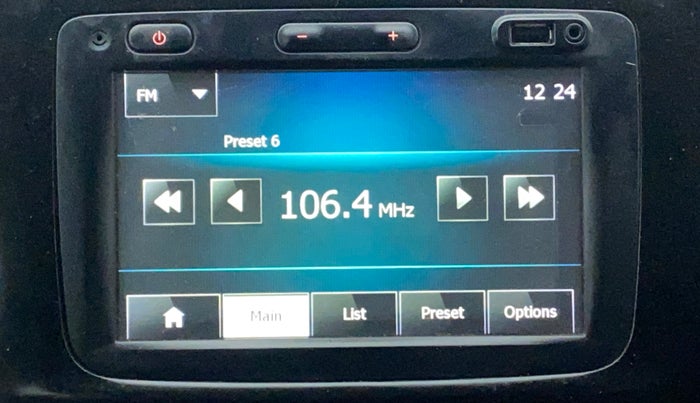 FM
12 24
Preset 6
106.4 MHz
Main
List
Preset
Options